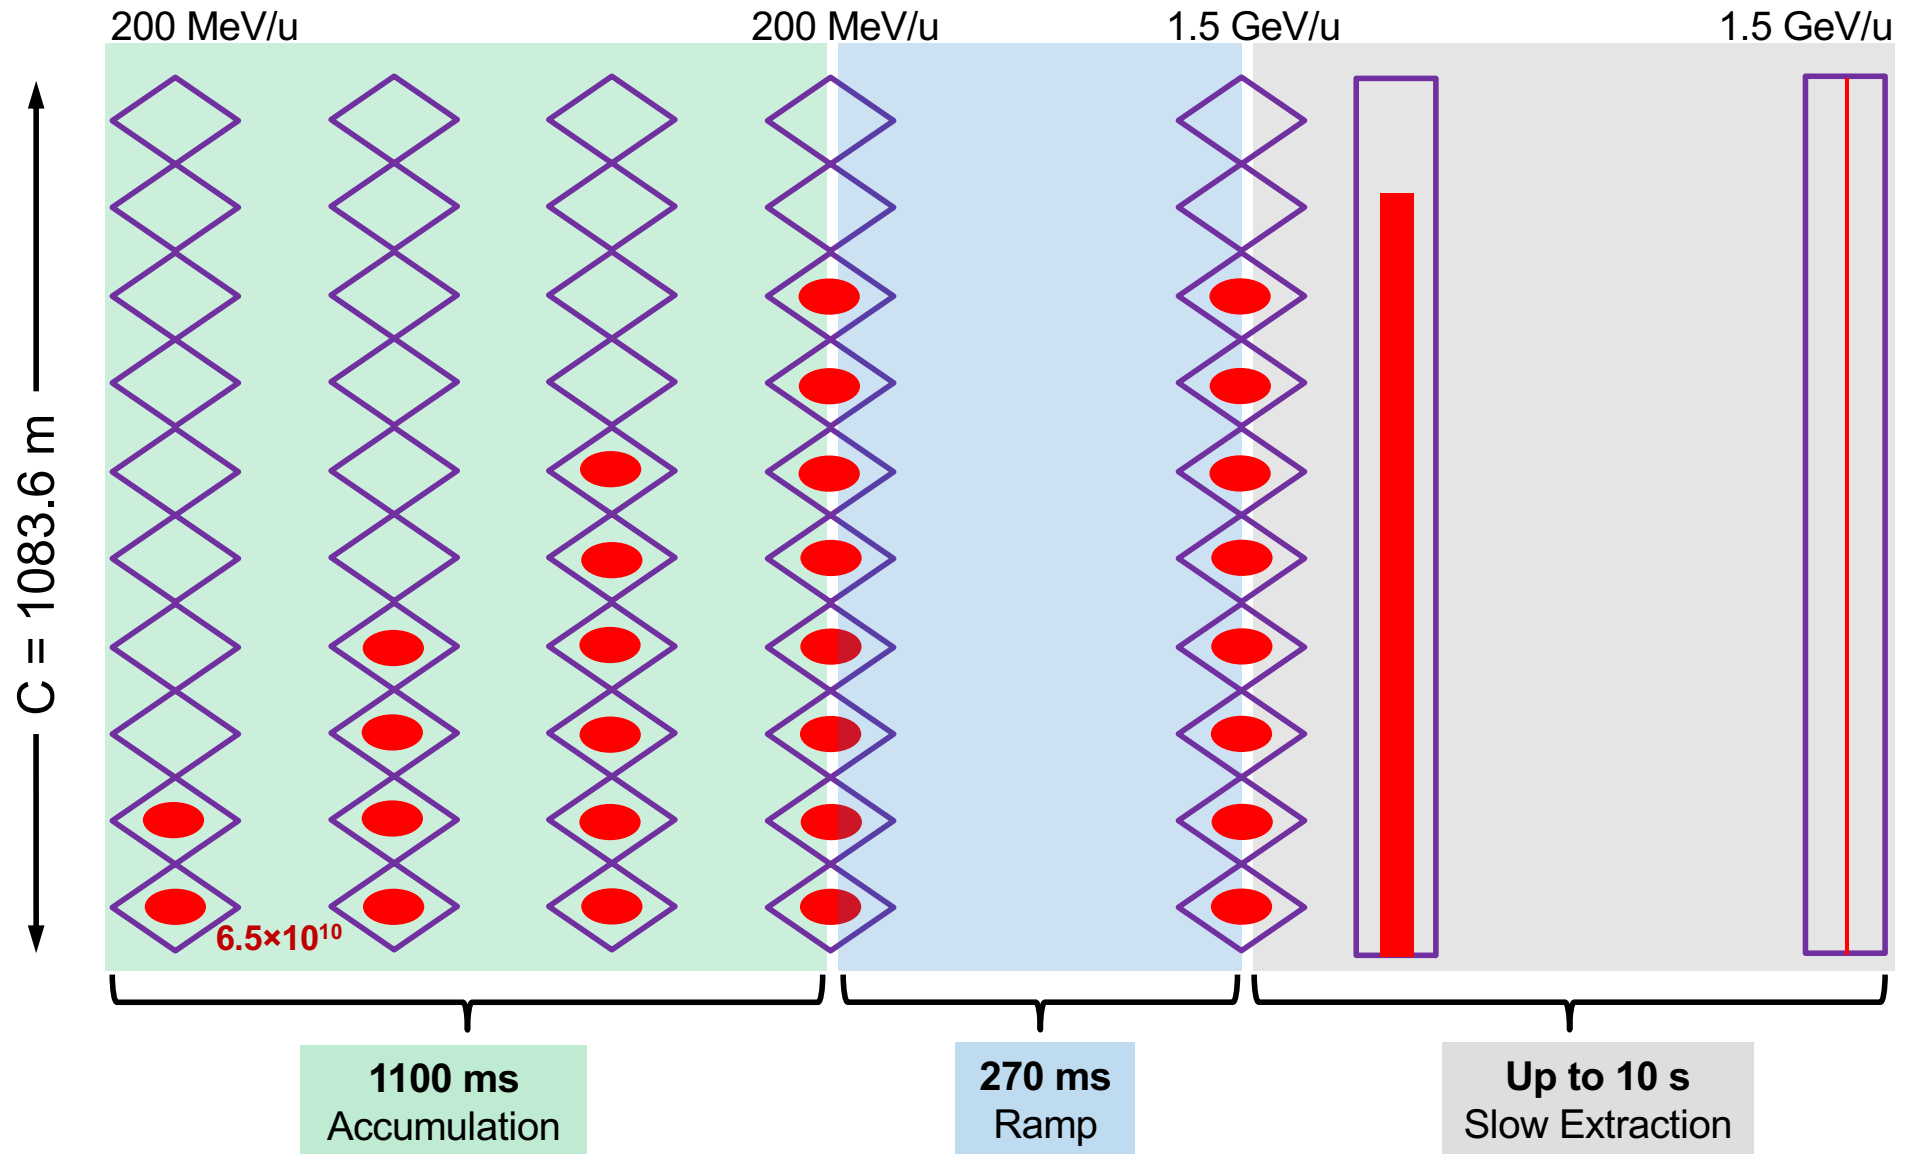 200 MeV/u
200 MeV/u
1.5 GeV/u
1.5 GeV/u
C = 1083.6 m
6.5×10¹⁰
1100 ms
Accumulation
270 ms
Ramp
Up to 10 s
Slow Extraction